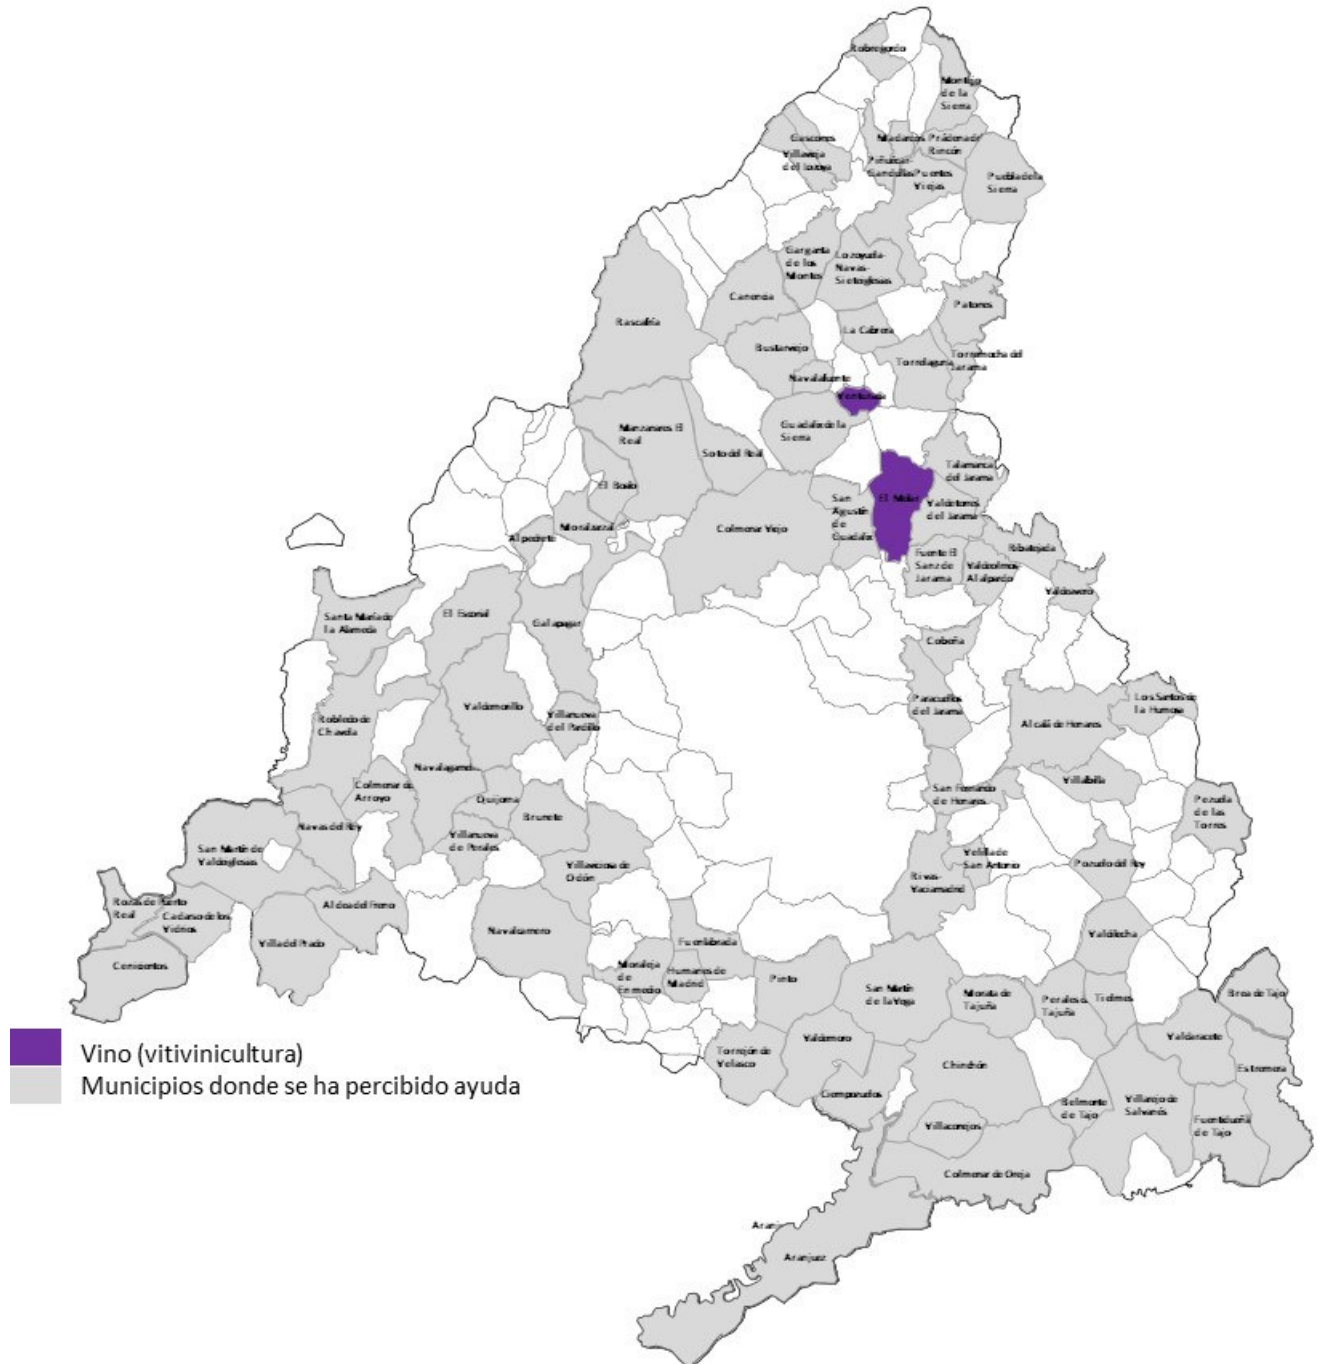 Robregordo
Montejo
de la
Sierra
Gascones
Villavieja
del Lozoya
Madarcos
Prádena del
Rincón
Piñuécar-
Gandullas
Puentes
Viejas
Puebla de la
Sierra
Garganta
de los
Montes
Lozoyuela-
Navas-
Sieteiglesias
Canencia
Rascafría
La Cabrera
Patones
Bustarviejo
Torrelaguna
Torremocha del
Jarama
Navalafuente
Venturada
Manzanares El
Real
Guadalix de la
Sierra
Soto del Real
El Boalo
Talamanca
del Jarama
El Molar
San
Agustín
de
Guadalix
Valdetorres
del Jarama
Moralzarzal
Colmenar Viejo
Alpedrete
Fuente El
Sanz de
Jarama
Valdeolmos
Alalpardo
Ribatejada
Valdeavero
Santa María de
la Alameda
El Escorial
Galapagar
Cobeña
Valdemorillo
Villanueva
del Pardillo
Paracuellos
del Jarama
Los Santos de
la Humosa
Robledo de
Chavela
Alcalá de Henares
Navalagamel
Colmenar de
Arroyo
Quijorna
Brunete
San Fernando
de Henares
Villalbilla
Pezuela
de las
Torres
Navas del Rey
Villanueva
de Perales
San Martín de
Valdeiglesias
Villaviciosa de
Odón
Velilla de
San Antonio
Pozuelo del Rey
Rivas-
Vaciamadrid
Rozas de Puerto
Real
Cadalso de los
Vidrios
Aldea del Fresno
Villa del Prado
Navalcarnero
Fuenlabrada
Valdilecha
Cenicientos
Moraleja
de
Enmedio
Humanes de
Madrid
Pinto
San Martín
de la Vega
Morata de
Tajuña
Perales d
Tajuña
Tielmes
Brea de Tajo
Valdemoro
Torrejón de
Velasco
Valdaracete
Estremera
Chinchón
Ciempozuelos
Belmonte
de Tajo
Villarejo de
Salvanés
Fuentidueña
de Tajo
Villaconejos
Colmenar de Oreja
Aranj
Aranjuez
Vino (vitivinicultura)
Municipios donde se ha percibido ayuda